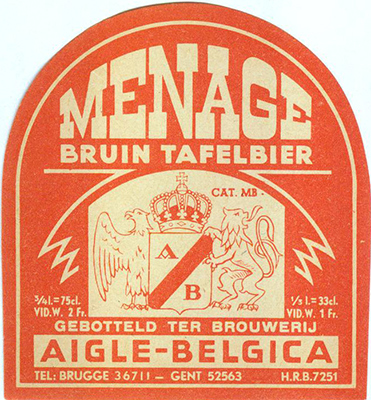 MENAGE
BRUIN TAFELBIER
CAT. MB.
A
B
3/4 l.=75cl.
VID.W. 2 Fr.
1/3 l.=33cl.
VID.W. 1 Fr.
GEBOTTELD TER BROUWERIJ
AIGLE-BELGICA
TEL: BRUGGE 36711 — GENT 52563 H.R.B.7251